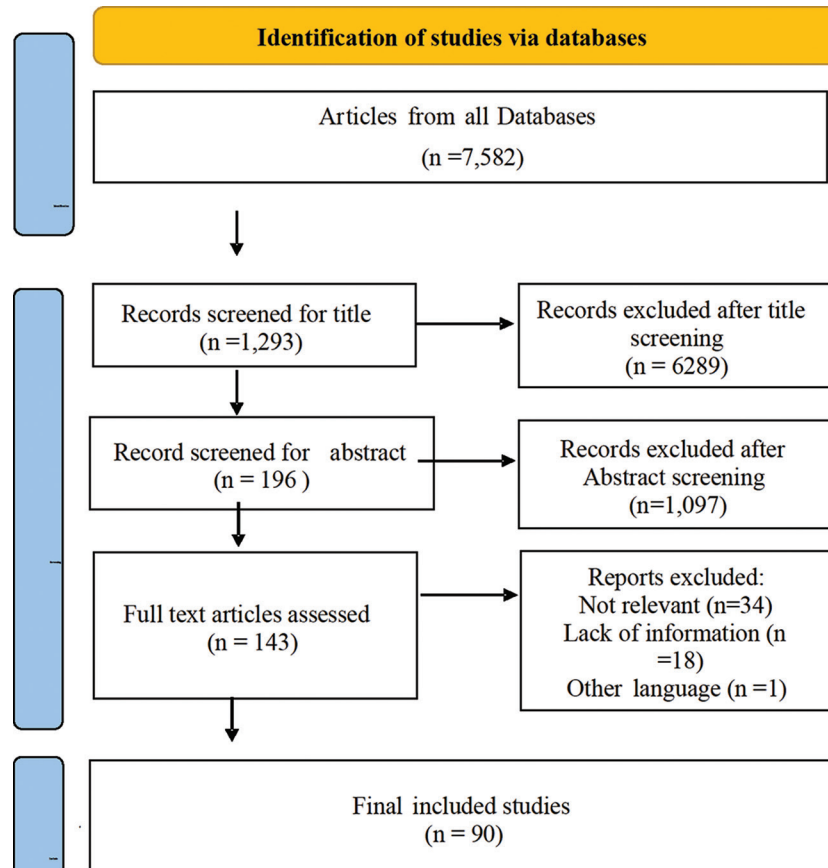 Identification of studies via databases
Articles from all Databases
(n =7,582)
Records screened for title
(n =1,293)
Records excluded after title
screening
(n = 6289)
Record screened for abstract
(n = 196 )
Records excluded after
Abstract screening
(n=1,097)
Full text articles assessed
(n = 143)
Reports excluded:
Not relevant (n=34)
Lack of information (n
=18)
Other language (n =1)
Final included studies
(n = 90)